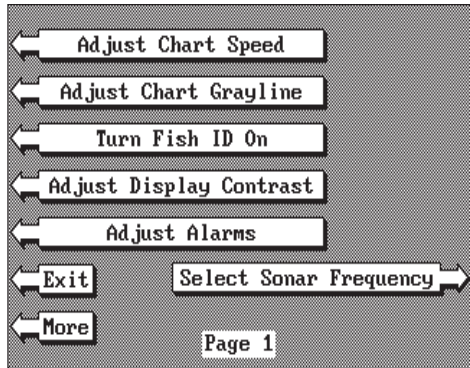 Adjust Chart Speed
Adjust Chart Grayline
Turn Fish ID On
Adjust Display Contrast
Adjust Alarms
Exit
Select Sonar Frequency
More
Page 1